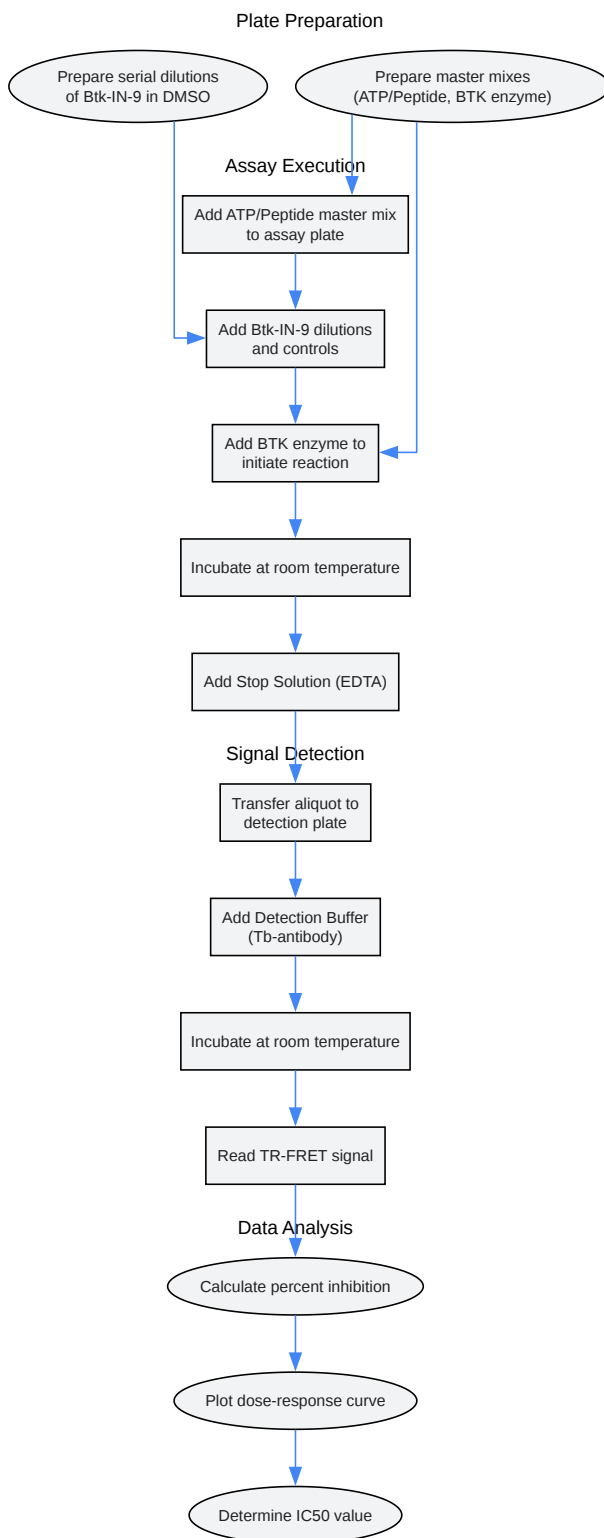 Plate Preparation
Prepare serial dilutions
of Btk-IN-9 in DMSO
Prepare master mixes
(ATP/Peptide, BTK enzyme)
Assay Execution
Add ATP/Peptide master mix
to assay plate
Add Btk-IN-9 dilutions
and controls
Add BTK enzyme to
initiate reaction
Incubate at room temperature
Add Stop Solution (EDTA)
Signal Detection
Transfer aliquot to
detection plate
Add Detection Buffer
(Tb-antibody)
Incubate at room temperature
Read TR-FRET signal
Data Analysis
Calculate percent inhibition
Plot dose-response curve
Determine IC50 value